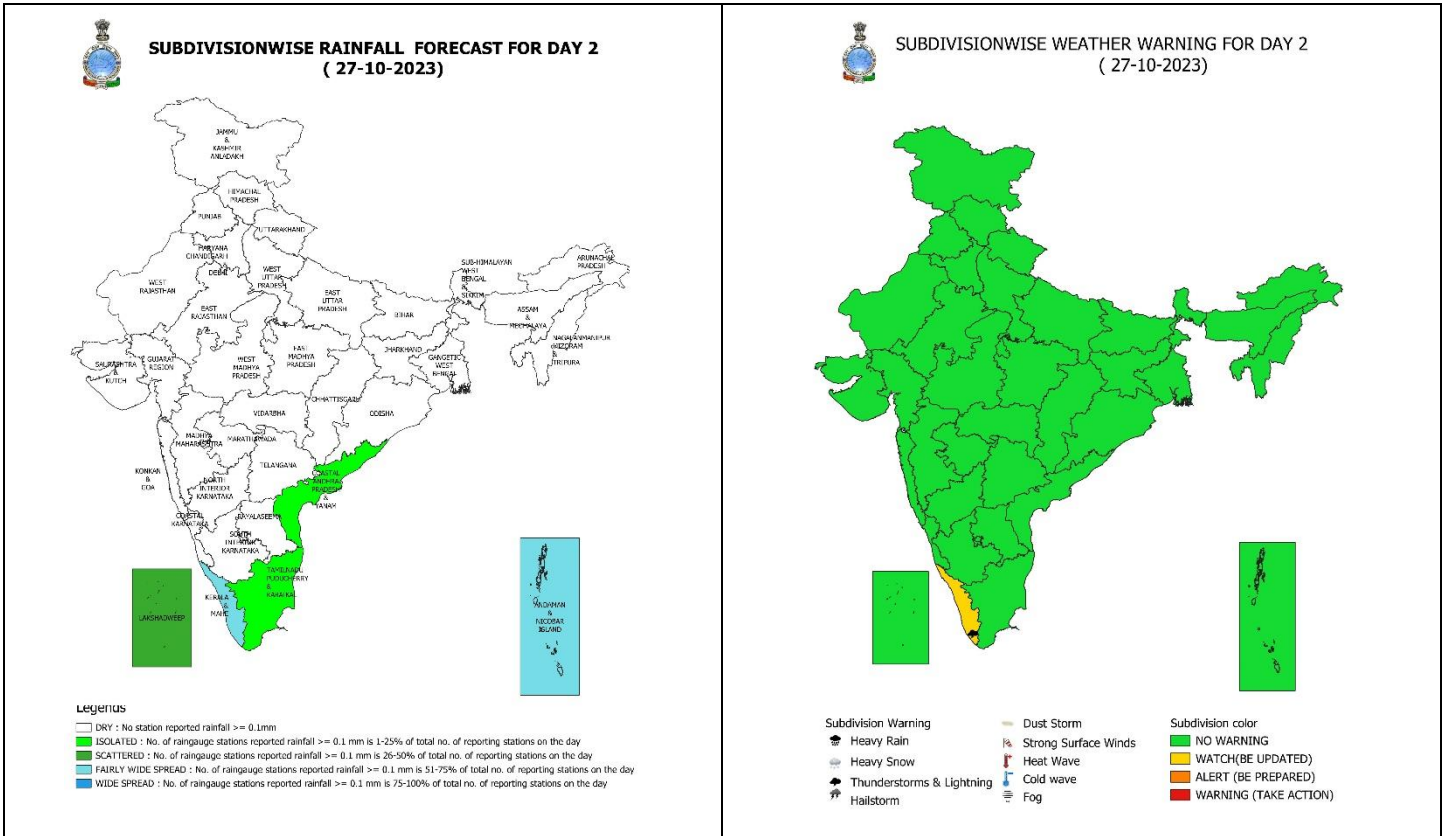 SUBDIVISIONWISE RAINFALL FORECAST FOR DAY 2
( 27-10-2023)
JAMMU
&
KASHMIR
ANLADAKH
HIMACHAL
PRADESH
PUNJAB
UTTARAKHAND
HARYANA
CHANDIGARH
&
DELHI
WEST
UTTAR
PRADESH
SUB-HIMALAYAN
WEST
BENGAL
&
SIKKIM
ARUNACHAL
PRADESH
WEST
RAJASTHAN
EAST
RAJASTHAN
EAST
UTTAR
PRADESH
BIHAR
ASSAM
&
MEGHALAYA
NAGALANMANIPUR
MIZORAM
&
TRIPURA
SAURASHTRA
&
KUTCH
GUJARAT
REGION
WEST
MADHYA
PRADESH
EAST
MADHYA
PRADESH
JHARKHAND
GANGETIC
WEST
BENGAL
CHHATTISGARH
ODISHA
VIDARBHA
MADHYA
MAHARASHTRA
MARATHWADA
KONKAN
&
GOA
TELANGANA
COASTAL
ANDHRA
PRADESH
&
YANAM
NORTH
INTERIOR
KARNATAKA
COASTAL
KARNATAKA
RAYALASEEMA
SOUTH
INTERIOR
KARNATAKA
TAMILNADU
PUDUCHERRY
&
KARAIKAL
KERALA
&
MAHE
LAKSHADWEEP
ANDAMAN
&
NICOBAR
ISLAND
Legends
DRY : No station reported rainfall >= 0.1mm
ISOLATED : No. of raingauge stations reported rainfall >= 0.1 mm is 1-25% of total no. of reporting stations on the day
SCATTERED : No. of raingauge stations reported rainfall >= 0.1 mm is 26-50% of total no. of reporting stations on the day
FAIRLY WIDE SPREAD : No. of raingauge stations reported rainfall >= 0.1 mm is 51-75% of total no. of reporting stations on the day
WIDE SPREAD : No. of raingauge stations reported rainfall >= 0.1 mm is 75-100% of total no. of reporting stations on the day
SUBDIVISIONWISE WEATHER WARNING FOR DAY 2
( 27-10-2023)
Subdivision Warning
Heavy Rain
Heavy Snow
Thunderstorms & Lightning
Hailstorm
Dust Storm
Strong Surface Winds
Heat Wave
Cold wave
Fog
Subdivision color
NO WARNING
WATCH(BE UPDATED)
ALERT (BE PREPARED)
WARNING (TAKE ACTION)